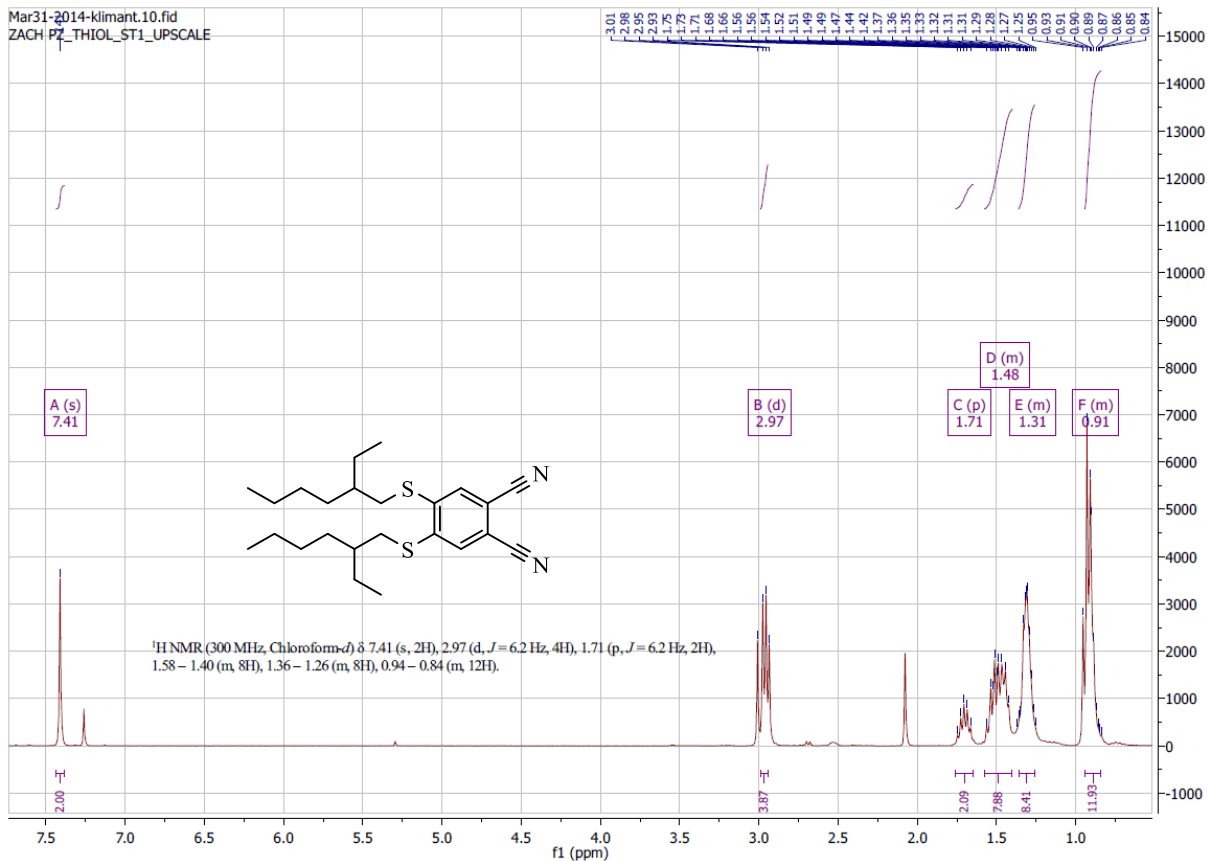 Mar31-2014-klimant.10.fid
ZACH PZ_THIOL_ST1_UPSCALE
3.01 2.98 2.95 2.93 1.75 1.73 1.71 1.68 1.66 1.56 1.56 1.54 1.52 1.51 1.49 1.49 1.47 1.44 1.42 1.37 1.36 1.35 1.33 1.32 1.31 1.31 1.29 1.28 1.27 1.25 0.95 0.93 0.91 0.90 0.89 0.87 0.86 0.85 0.84
15000
14000
13000
12000
11000
10000
9000
8000
7000
6000
5000
4000
3000
2000
1000
0
-1000
D (m)
1.48
A (s)
7.41
B (d)
2.97
C (p)
1.71
E (m)
1.31
F (m)
0.91
S
N
S
N
¹H NMR (300 MHz, Chloroform-d) δ 7.41 (s, 2H), 2.97 (d, J = 6.2 Hz, 4H), 1.71 (p, J = 6.2 Hz, 2H),
1.58 – 1.40 (m, 8H), 1.36 – 1.26 (m, 8H), 0.94 – 0.84 (m, 12H).
2.00 3.87 2.09 7.88 8.41 11.93
7.5 7.0 6.5 6.0 5.5 5.0 4.5 4.0 3.5 3.0 2.5 2.0 1.5 1.0
f1 (ppm)